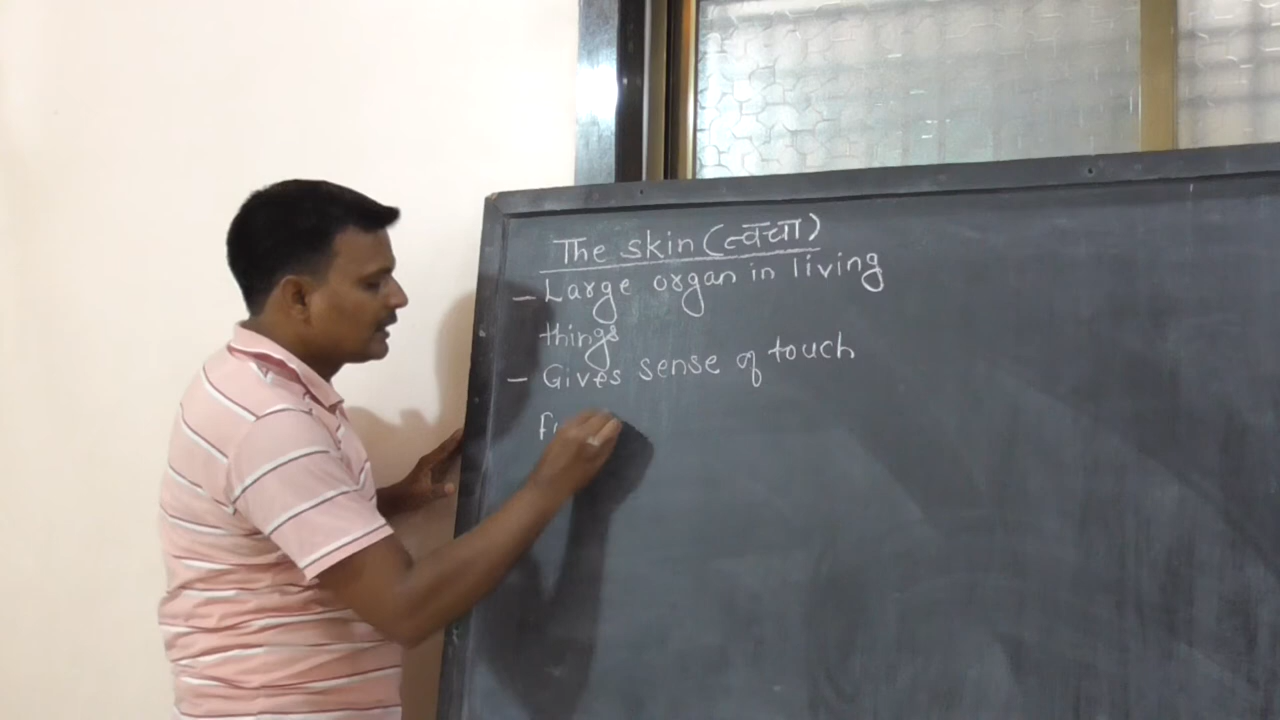 The skin (त्वचा)
- Large organ in living
things
- Gives sense of touch